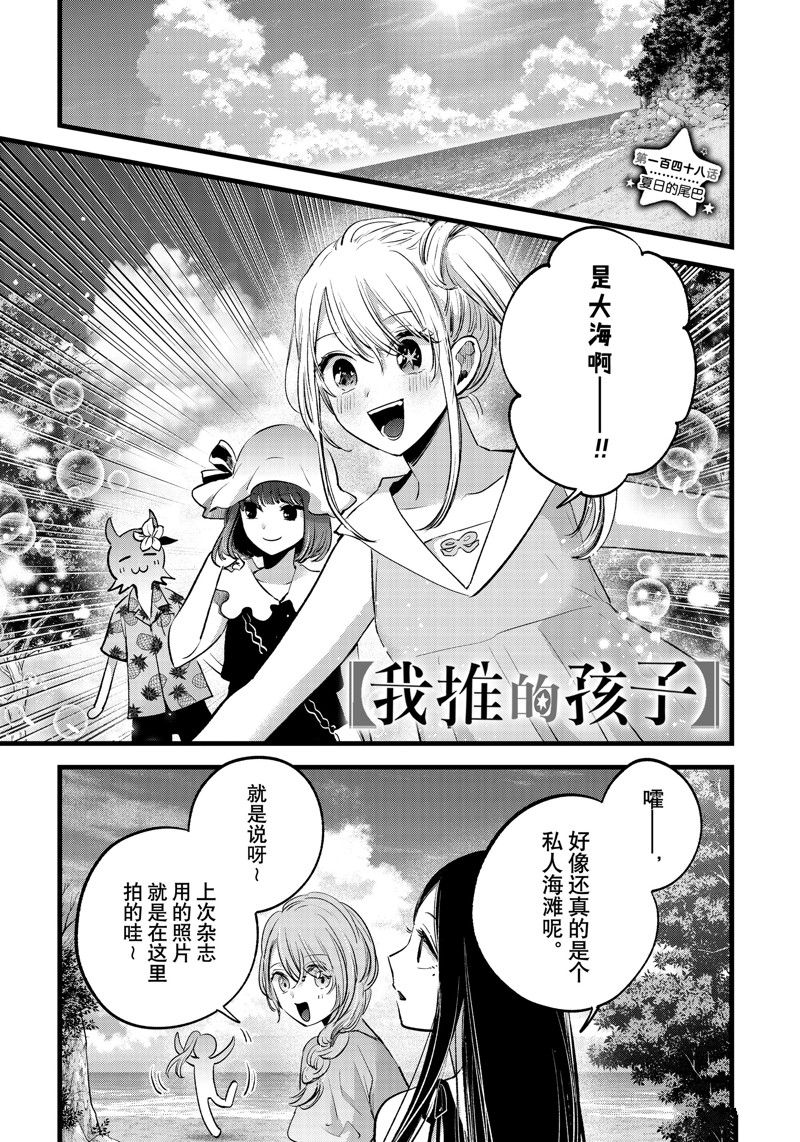 第一百四十八话
夏日的尾巴
是大海啊——!!
【我推的孩子】
嚯——，
好像还真的是个
私人海滩呢。
就是说呀~
上次杂志
用的照片
就是在这里
拍的哇~